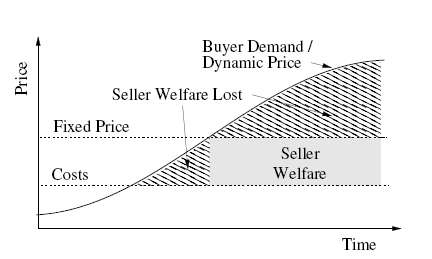 Buyer Demand /
Dynamic Price
Seller Welfare Lost
Price
Fixed Price
Seller
Welfare
Costs
Time